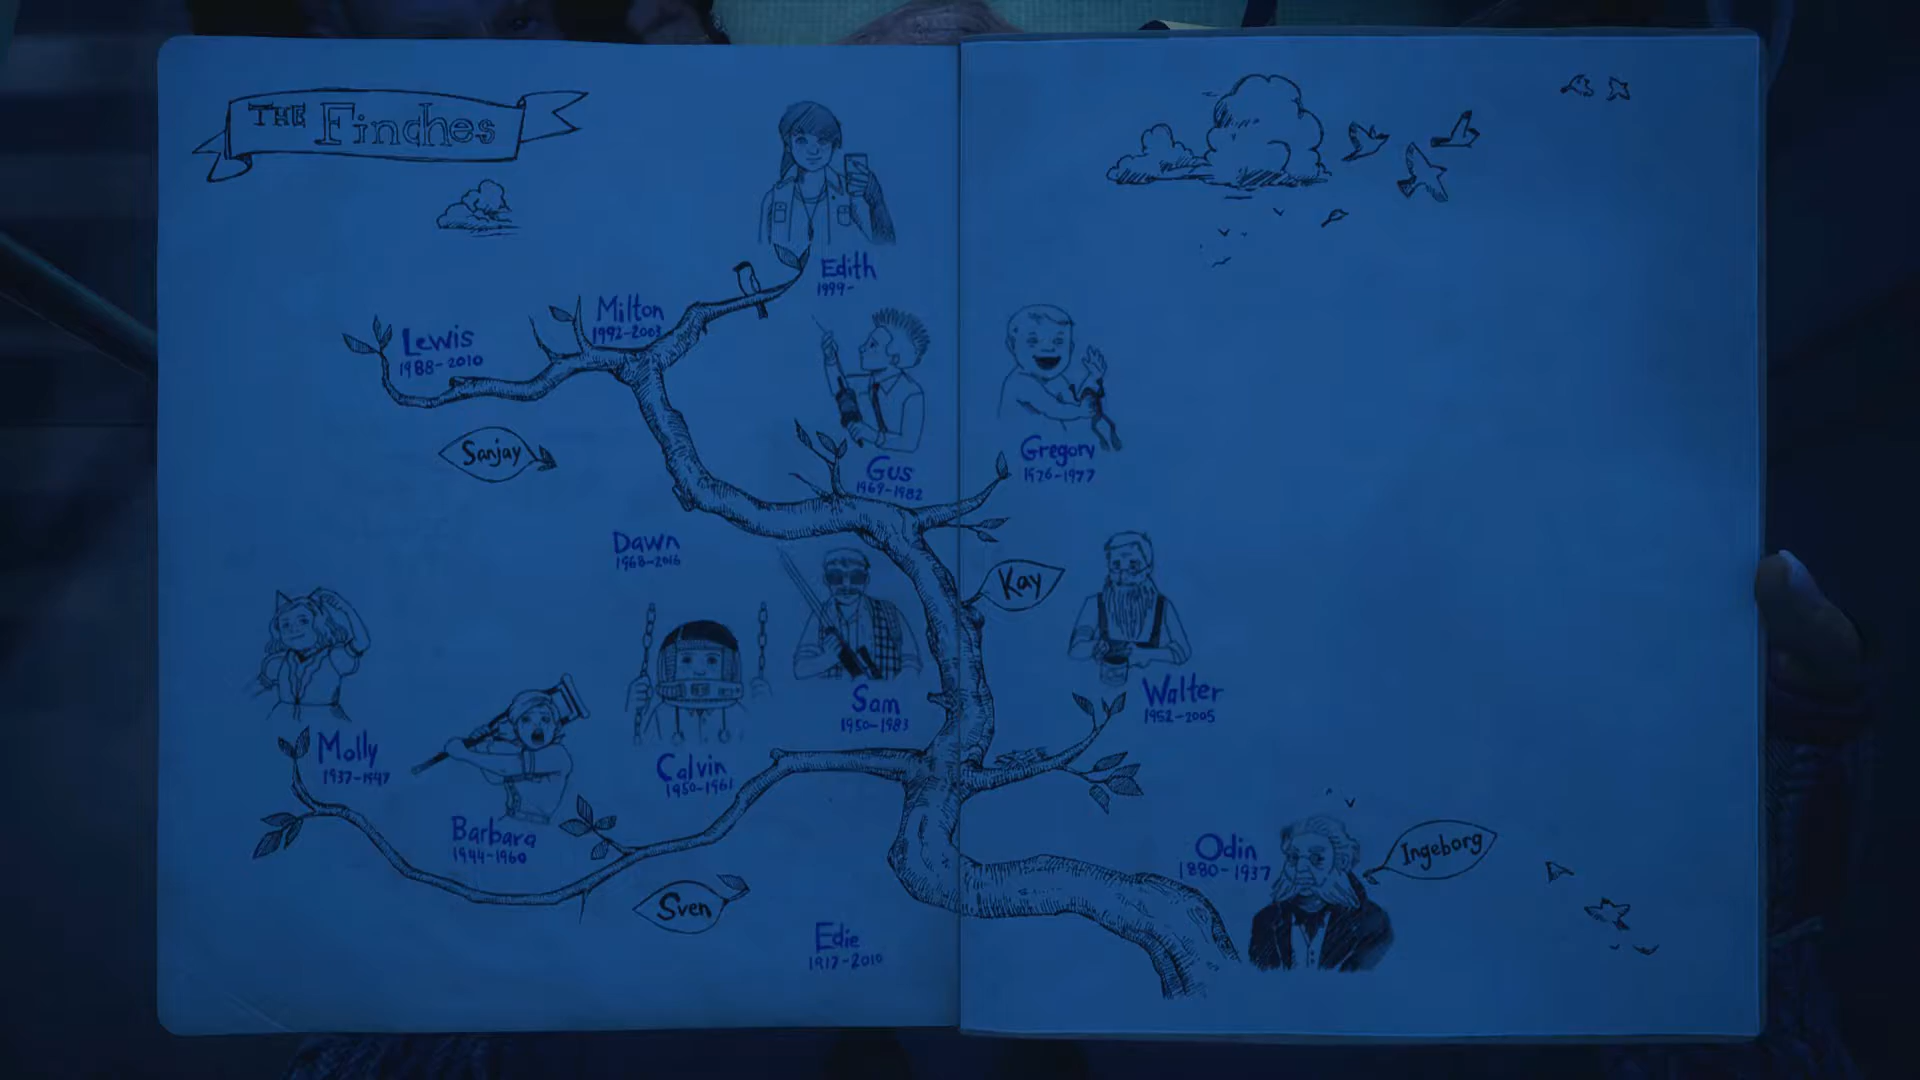 THE Finches
Edith
1999-
Milton
1992-2003
Lewis
1988-2010
Sanjay
Gus
1969-1982
Gregory
1976-1977
Dawn
1968-2016
Kay
Molly
1937-1947
Barbara
1944-1960
Calvin
1950-1961
Sam
1950-1983
Walter
1952-2005
Sven
Edie
1917-2010
Odin
1880-1937
Ingeborg